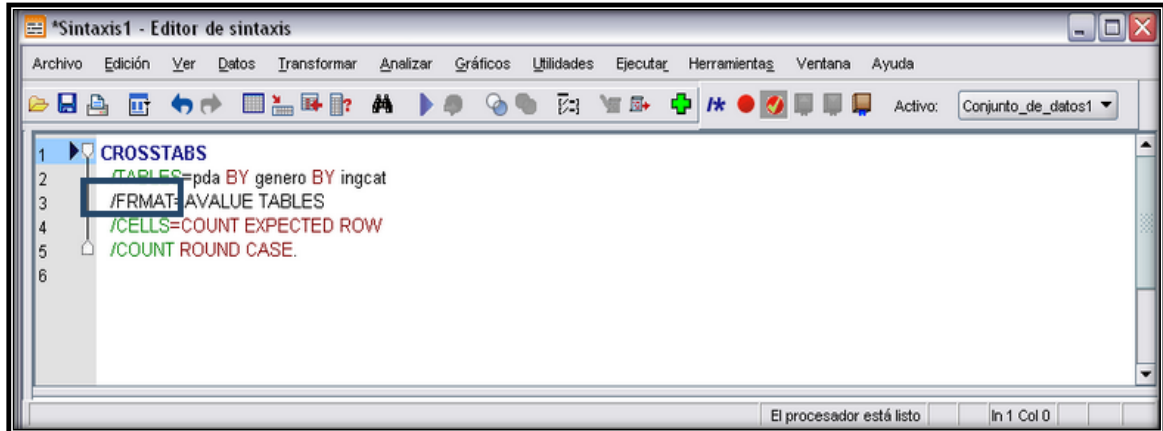 *Sintaxis1 - Editor de sintaxis
Archivo Edición Ver Datos Transformar Analizar Gráficos Utilidades Ejecutar Herramientas Ventana Ayuda
Activo: Conjunto_de_datos1
1 CROSSTABS
2 /TABLES=pda BY genero BY ingcat
3 /FRMAT=AVALUE TABLES
4 /CELLS=COUNT EXPECTED ROW
5 /COUNT ROUND CASE.
6
El procesador está listo In 1 Col 0